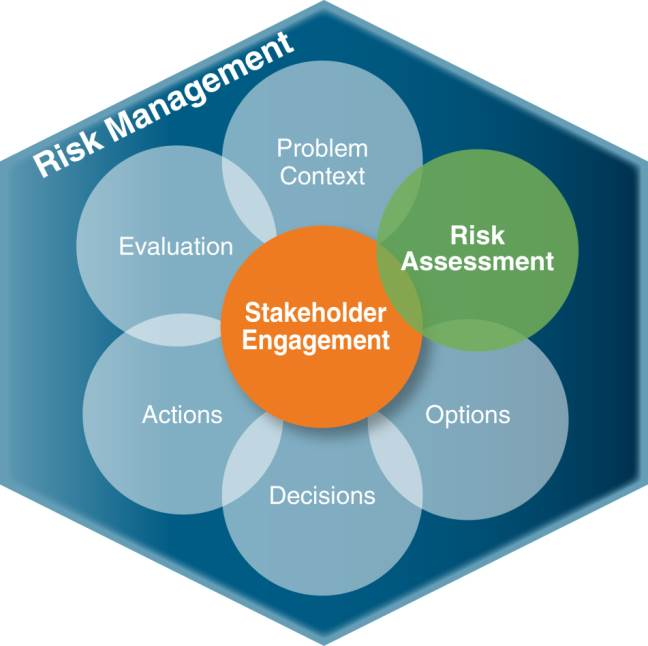 Risk Management
Problem
Context
Risk
Assessment
Evaluation
Stakeholder
Engagement
Actions
Options
Decisions